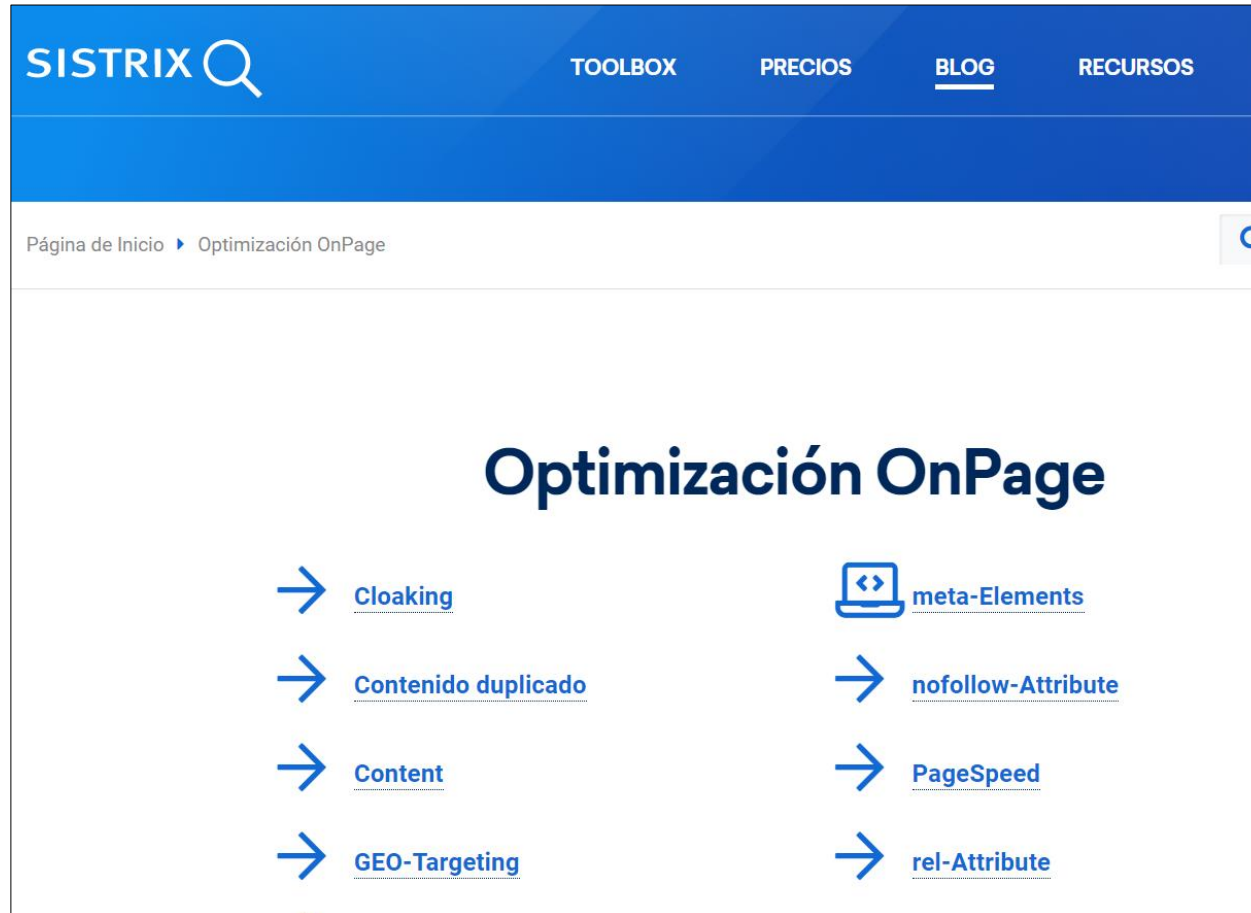 SISTRIX
TOOLBOX PRECIOS BLOG RECURSOS
Página de Inicio Optimización OnPage
Optimización OnPage
Cloaking
meta-Elements
Contenido duplicado
nofollow-Attribute
Content
PageSpeed
GEO-Targeting
rel-Attribute